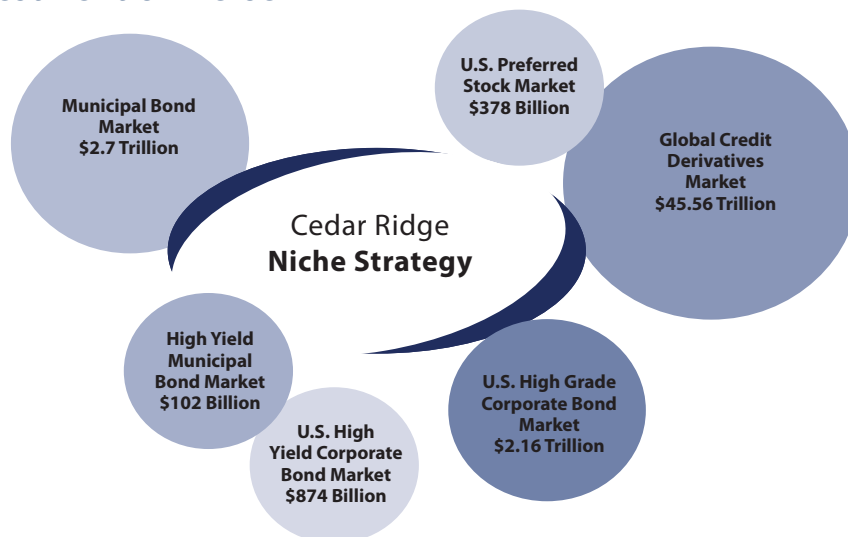 U.S. Preferred
Stock Market
$378 Billion
Municipal Bond
Market
$2.7 Trillion
Global Credit
Derivatives
Market
$45.56 Trillion
Cedar Ridge
Niche Strategy
High Yield
Municipal
Bond Market
$102 Billion
U.S. High Grade
Corporate Bond
Market
$2.16 Trillion
U.S. High
Yield Corporate
Bond Market
$874 Billion